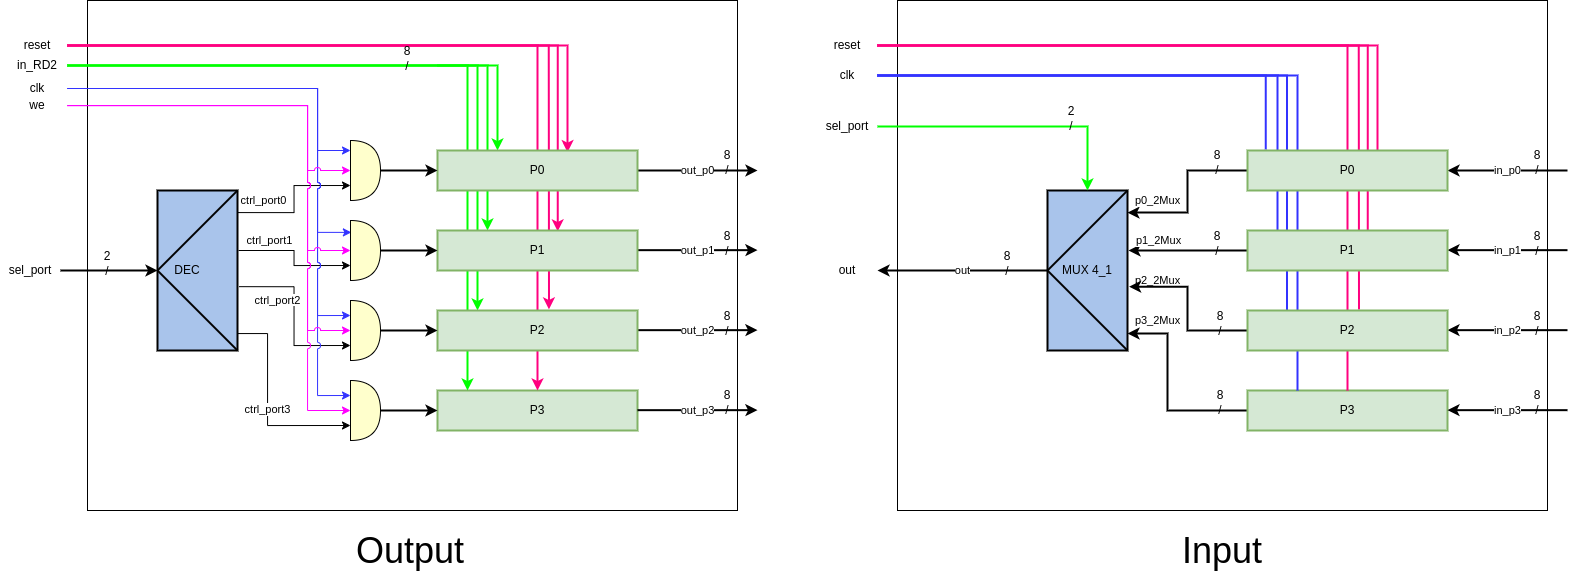 reset
in_RD2
clk
we
8
/
sel_port
2
/
DEC
ctrl_port0
ctrl_port1
ctrl_port2
ctrl_port3
P0
P1
P2
P3
out_p0
8
/
out_p1
8
/
out_p2
8
/
out_p3
8
/
Output
reset
clk
sel_port
2
/
out
out
8
/
MUX 4_1
p0_2Mux
p1_2Mux
p2_2Mux
p3_2Mux
8
/
8
/
8
/
8
/
P0
P1
P2
P3
in_p0
8
/
in_p1
8
/
in_p2
8
/
in_p3
8
/
Input